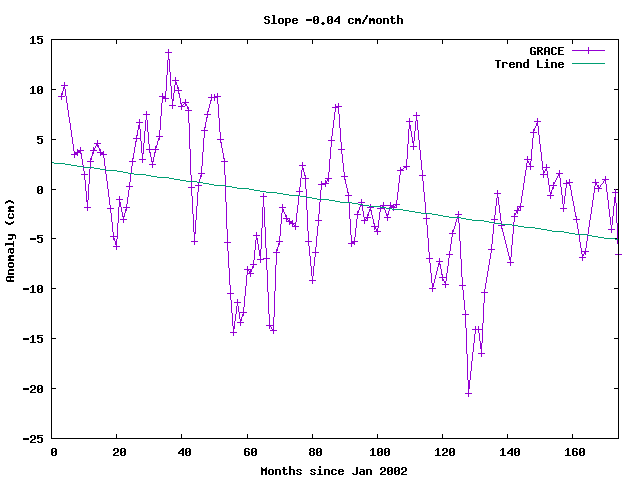 Slope -0.04 cm/month
GRACE
Trend Line
15
10
5
0
-5
-10
-15
-20
-25
Anomaly (cm)
0 20 40 60 80 100 120 140 160
Months since Jan 2002